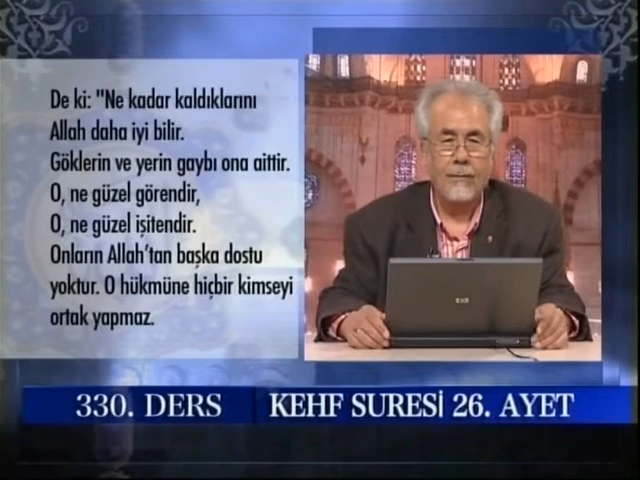 De ki: "Ne kadar kaldıklarını
Allah daha iyi bilir.
Göklerin ve yerin gaybı ona aittir.
O, ne güzel görendir,
O, ne güzel işitendir.
Onların Allah'tan başka dostu
yoktur. O hükmüne hiçbir kimseyi
ortak yapmaz.
330. DERS KEHF SURESİ 26. AYET